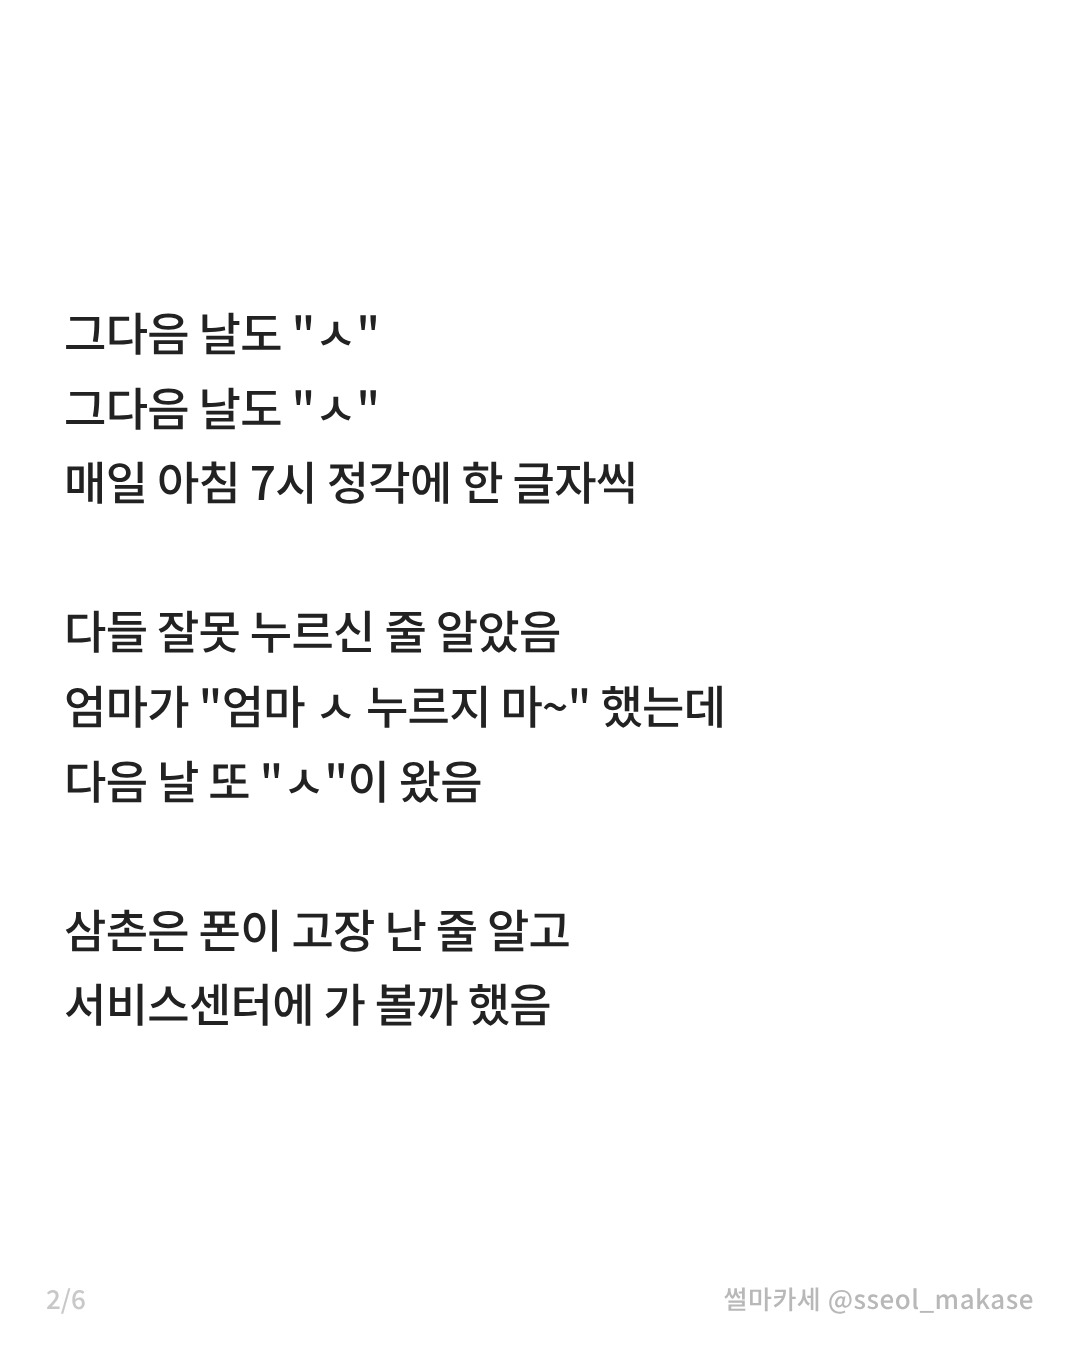 그다음 날도 "ㅅ"
그다음 날도 "ㅅ"
매일 아침 7시 정각에 한 글자씩
다들 잘못 누르신 줄 알았음
엄마가 "엄마 ㅅ 누르지 마~" 했는데
다음 날 또 "ㅅ"이 왔음
삼촌은 폰이 고장 난 줄 알고
서비스센터에 가 볼까 했음
2/6
썰마카세 @sseol_makase